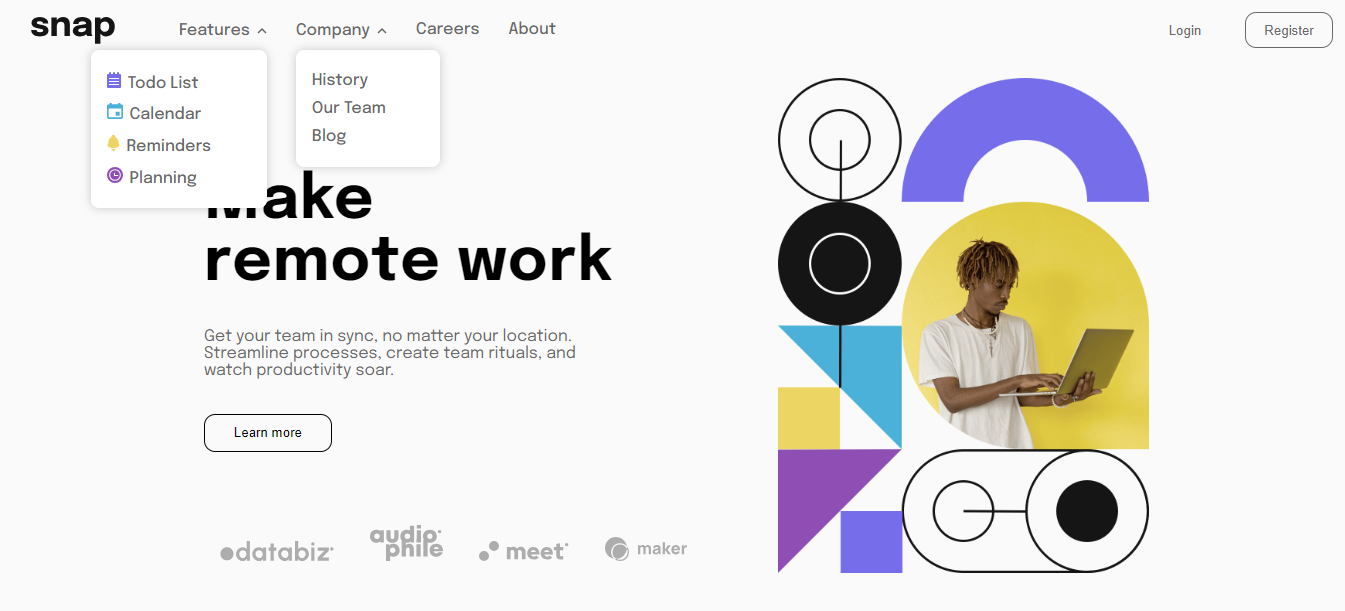 snap Features Company Careers About Login Register
Todo List
Calendar
Reminders
Planning
History
Our Team
Blog
Make
remote work
Get your team in sync, no matter your location.
Streamline processes, create team rituals, and
watch productivity soar.
Learn more
databiz audiophile meet maker